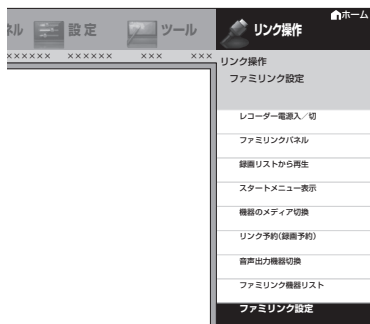 ネル 設定 ツール リンク操作 ホーム
×××××× ×××××× ××× ×××
リンク操作
ファミリンク設定
レコーダー電源入／切
ファミリンクパネル
録画リストから再生
スタートメニュー表示
機器のメディア切換
リンク予約(録画予約)
音声出力機器切換
ファミリンク機器リスト
ファミリンク設定